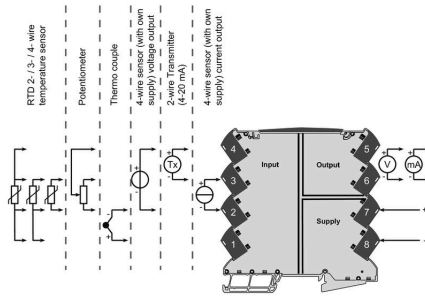 RTD 2- / 3- / 4- wire
temperature sensor
Potentiometer
Thermo couple
4-wire sensor (with own
supply) voltage output
2-wire Transmitter
(4-20 mA)
4-wire sensor (with own
supply) current output
+
-
Tx
+
-
+
-
-
+
4
3
2
1
Input
Output
Supply
5
6
7
8
+
V
-
+
mA
-
+
-